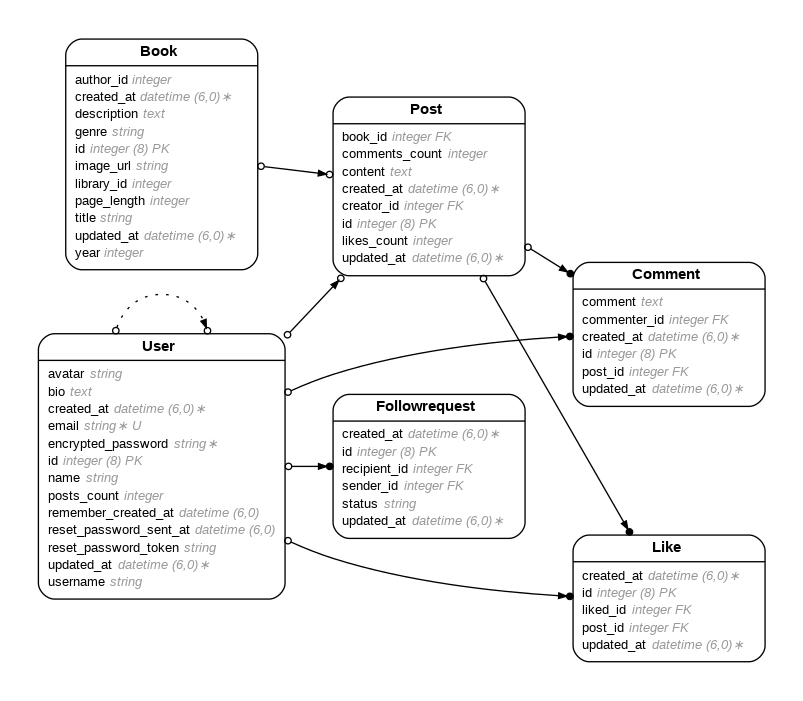 Book
author_id integer
created_at datetime (6,0)∗
description text
genre string
id integer (8) PK
image_url string
library_id integer
page_length integer
title string
updated_at datetime (6,0)∗
year integer
Post
book_id integer FK
comments_count integer
content text
created_at datetime (6,0)∗
creator_id integer FK
id integer (8) PK
likes_count integer
updated_at datetime (6,0)∗
Comment
comment text
commenter_id integer FK
created_at datetime (6,0)∗
id integer (8) PK
post_id integer FK
updated_at datetime (6,0)∗
User
avatar string
bio text
created_at datetime (6,0)∗
email string∗ U
encrypted_password string∗
id integer (8) PK
name string
posts_count integer
remember_created_at datetime (6,0)
reset_password_sent_at datetime (6,0)
reset_password_token string
updated_at datetime (6,0)∗
username string
Followrequest
created_at datetime (6,0)∗
id integer (8) PK
recipient_id integer FK
sender_id integer FK
status string
updated_at datetime (6,0)∗
Like
created_at datetime (6,0)∗
id integer (8) PK
liked_id integer FK
post_id integer FK
updated_at datetime (6,0)∗